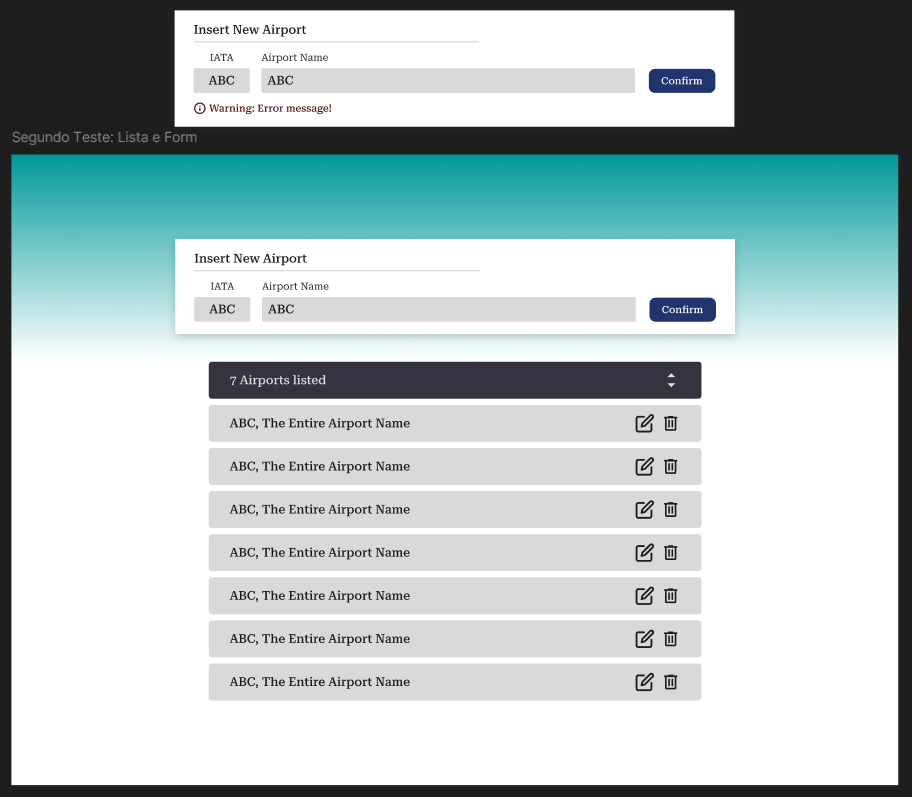 Insert New Airport
IATA Airport Name
ABC ABC Confirm
Warning: Error message!
Segundo Teste: Lista e Form
Insert New Airport
IATA Airport Name
ABC ABC Confirm
7 Airports listed
ABC, The Entire Airport Name
ABC, The Entire Airport Name
ABC, The Entire Airport Name
ABC, The Entire Airport Name
ABC, The Entire Airport Name
ABC, The Entire Airport Name
ABC, The Entire Airport Name